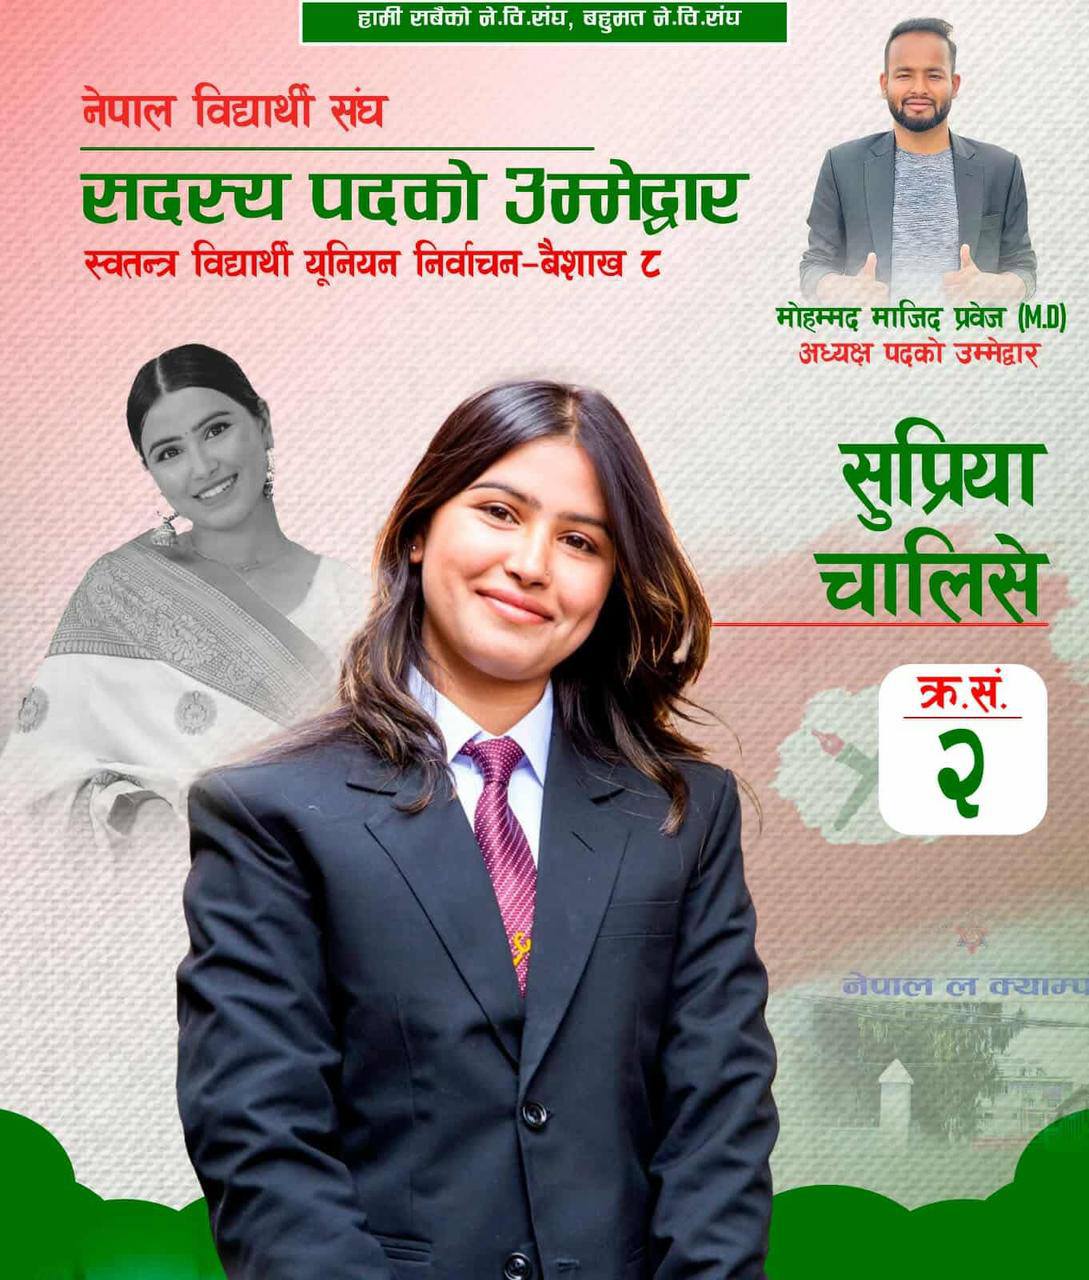 हामी सबैको ने.वि.संघ, बहुमत ने.वि.संघ
नेपाल विद्यार्थी संघ
सदस्य पदको उम्मेद्वार
स्वतन्त्र विद्यार्थी यूनियन निर्वाचन-बैशाख ८
मोहम्मद माजिद प्रवेज (M.D)
अध्यक्ष पदको उम्मेद्वार
सुप्रिया
चालिसे
क्र.सं.
२
नेपाल ल क्याम्प